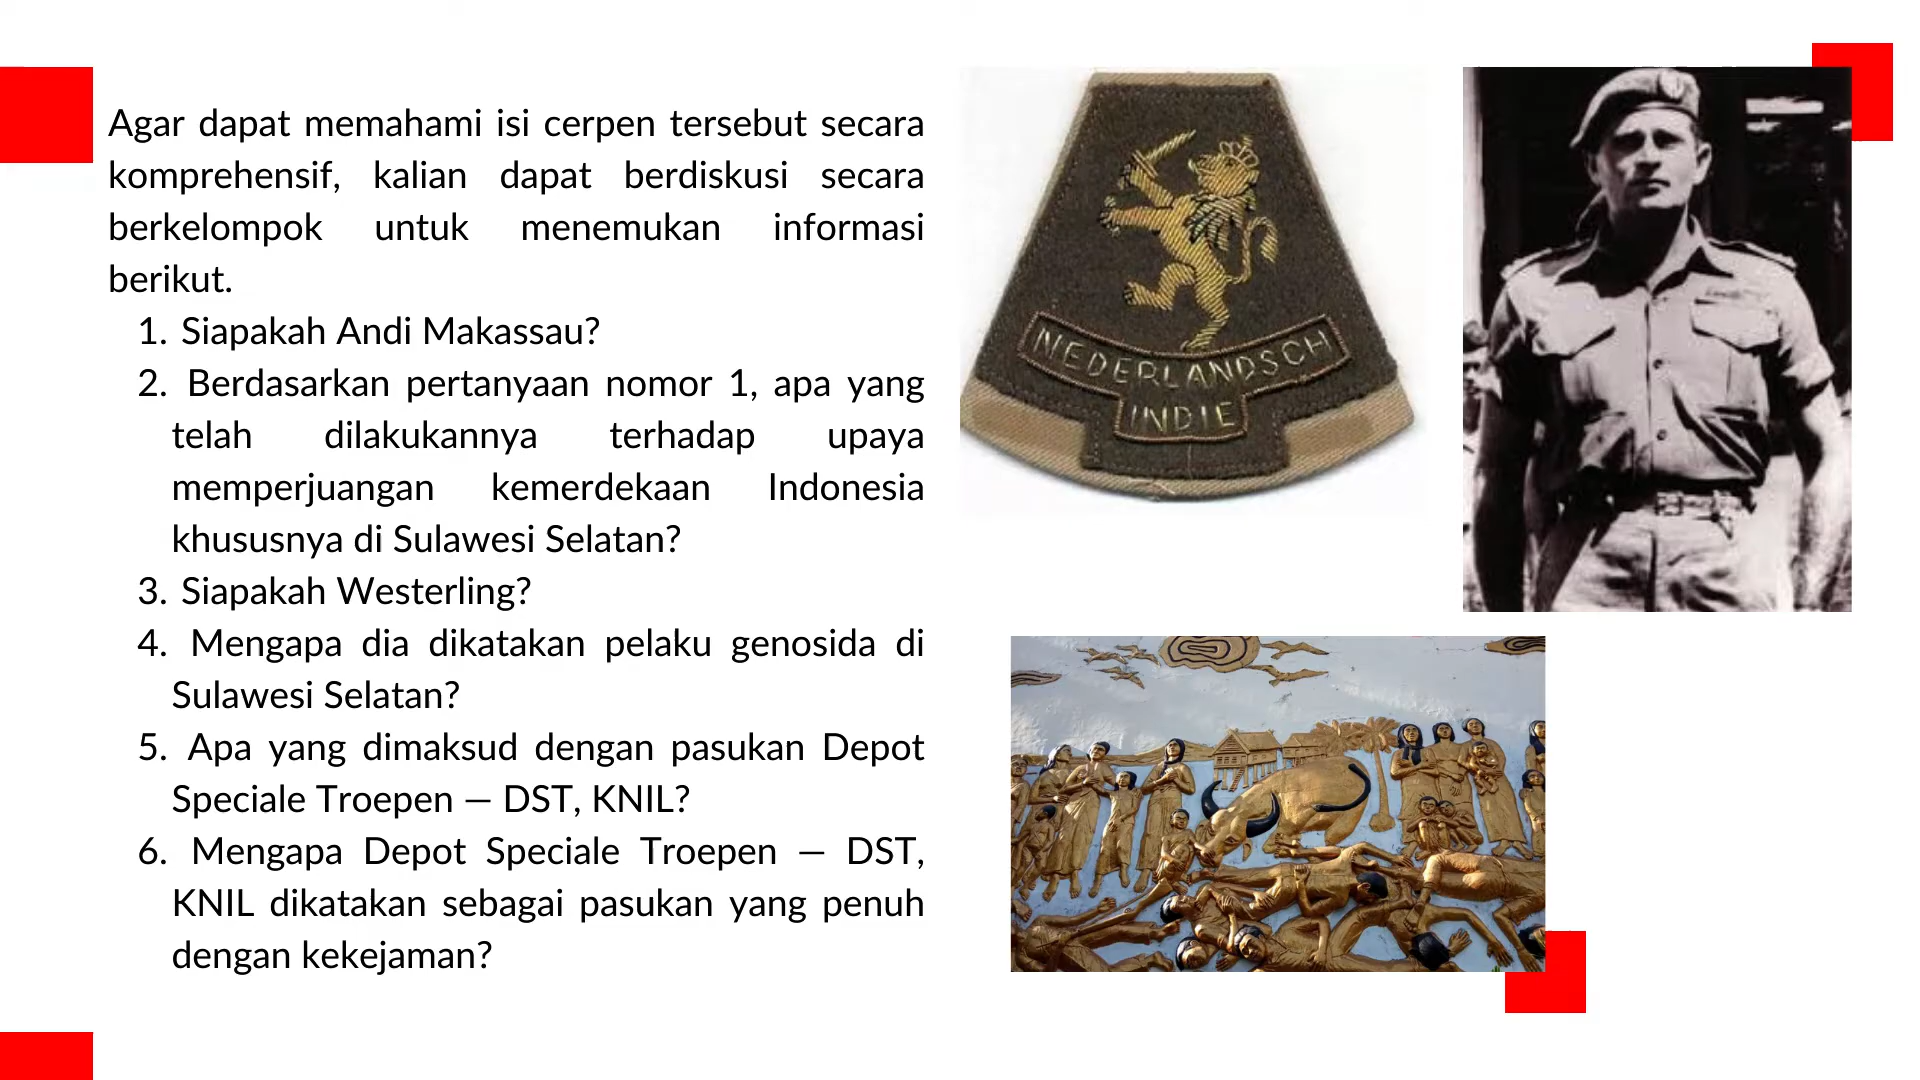 Agar dapat memahami isi cerpen tersebut secara
komprehensif, kalian dapat berdiskusi secara
berkelompok untuk menemukan informasi
berikut.
1. Siapakah Andi Makassau?
2. Berdasarkan pertanyaan nomor 1, apa yang
telah dilakukannya terhadap upaya
memperjuangan kemerdekaan Indonesia
khususnya di Sulawesi Selatan?
3. Siapakah Westerling?
4. Mengapa dia dikatakan pelaku genosida di
Sulawesi Selatan?
5. Apa yang dimaksud dengan pasukan Depot
Speciale Troepen — DST, KNIL?
6. Mengapa Depot Speciale Troepen — DST,
KNIL dikatakan sebagai pasukan yang penuh
dengan kekejaman?
NEDERLANDSCH
INDIE